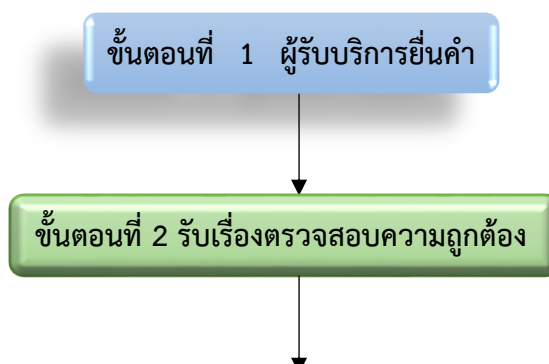 ขั้นตอนที่ 1 ผู้รับบริการยื่นคำ
ขั้นตอนที่ 2 รับเรื่องตรวจสอบความถูกต้อง